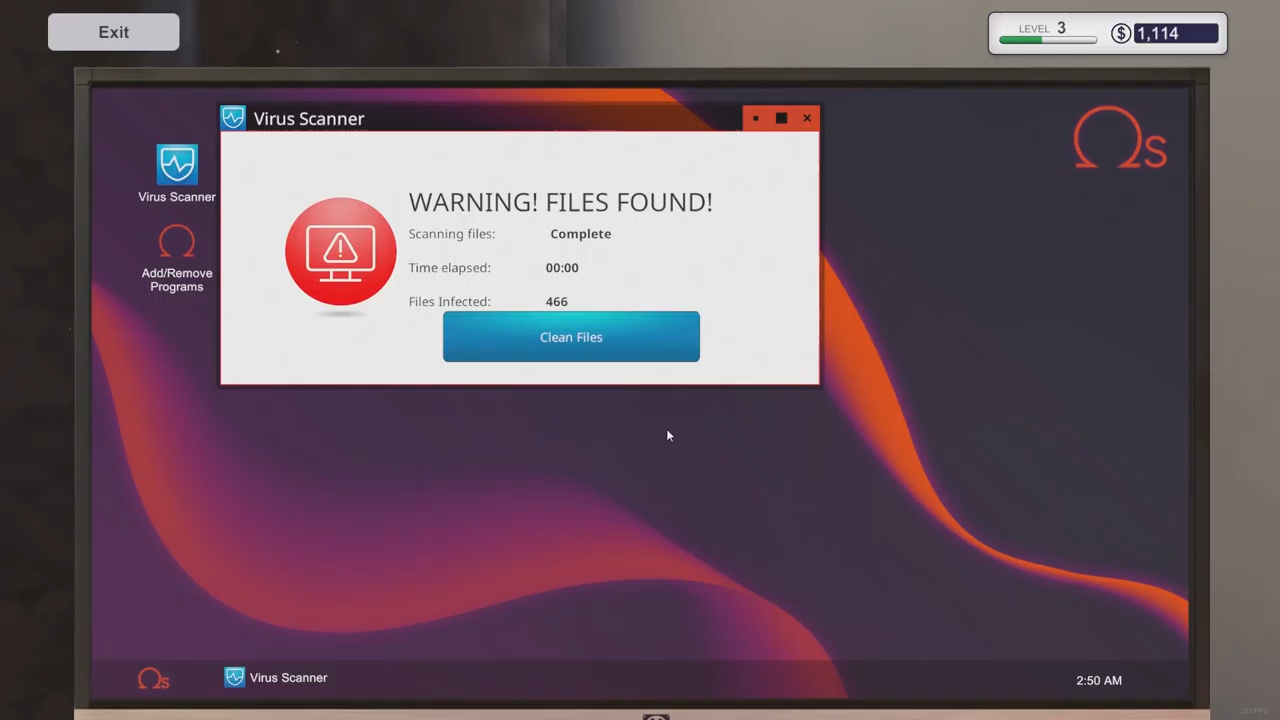 Exit
LEVEL 3
$ 1,114
Virus Scanner
Ωs
Virus Scanner
WARNING! FILES FOUND!
Scanning files: Complete
Time elapsed: 00:00
Files Infected: 466
Clean Files
Add/Remove
Programs
Ωs
Virus Scanner
2:50 AM